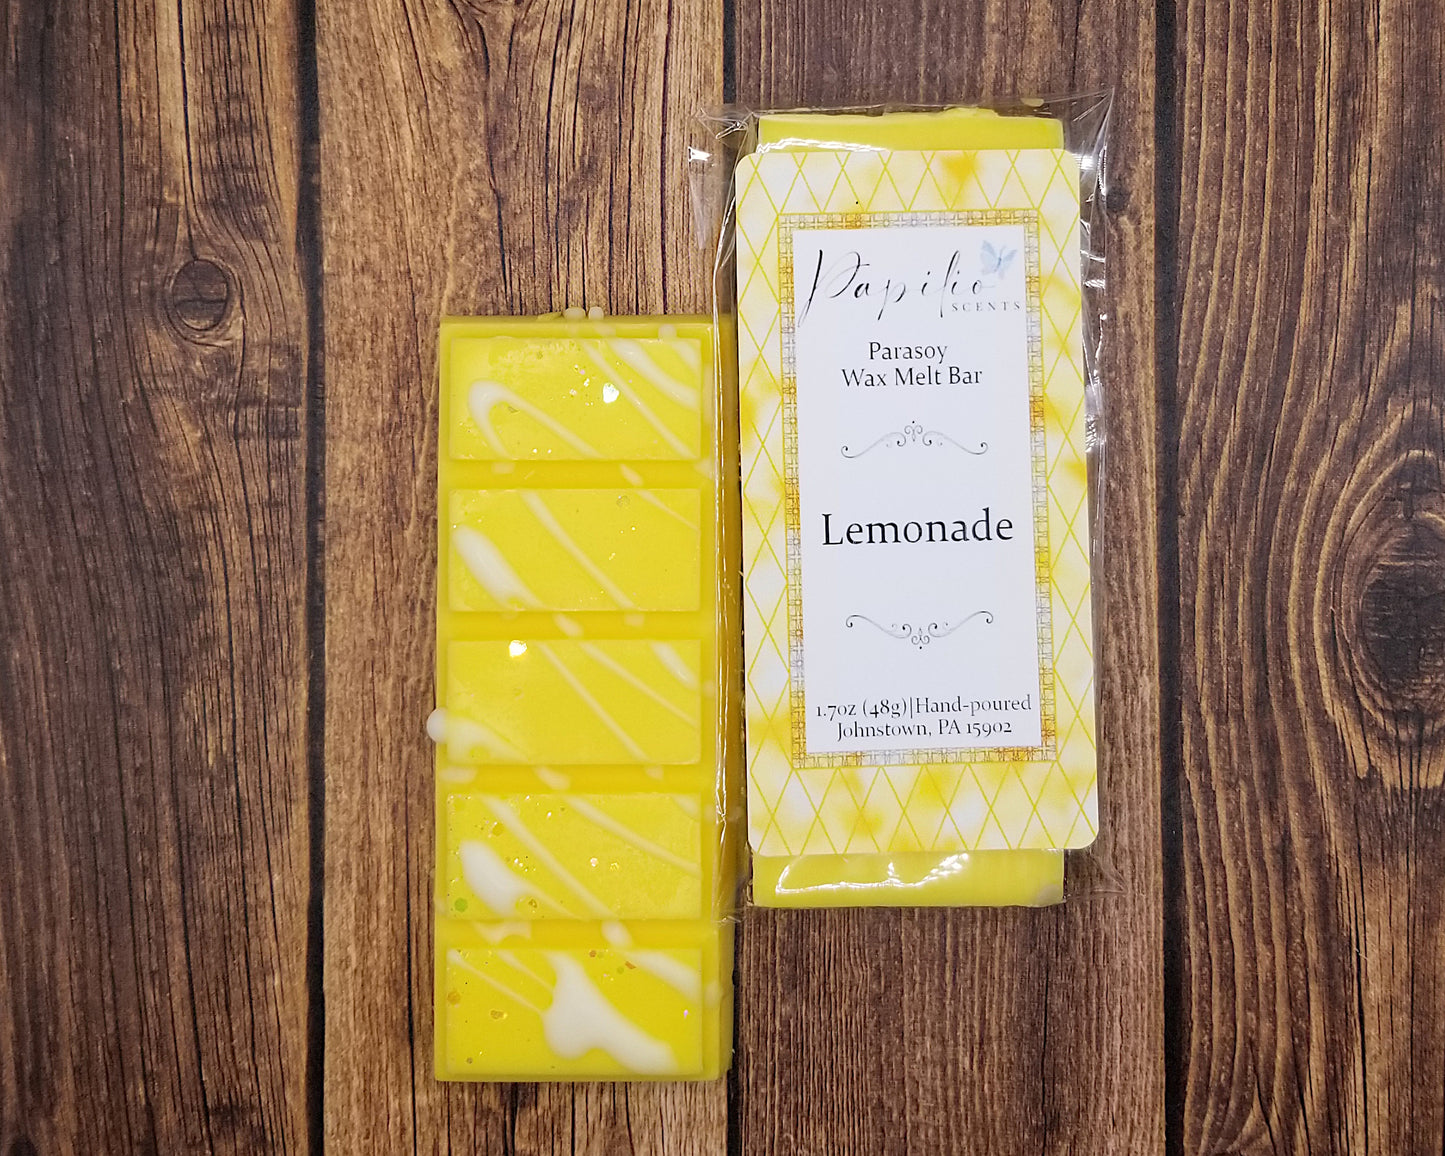 Papilio
SCENTS
Parasoy
Wax Melt Bar
Lemonade
1.7oz (48g)|Hand-poured
Johnstown, PA 15902